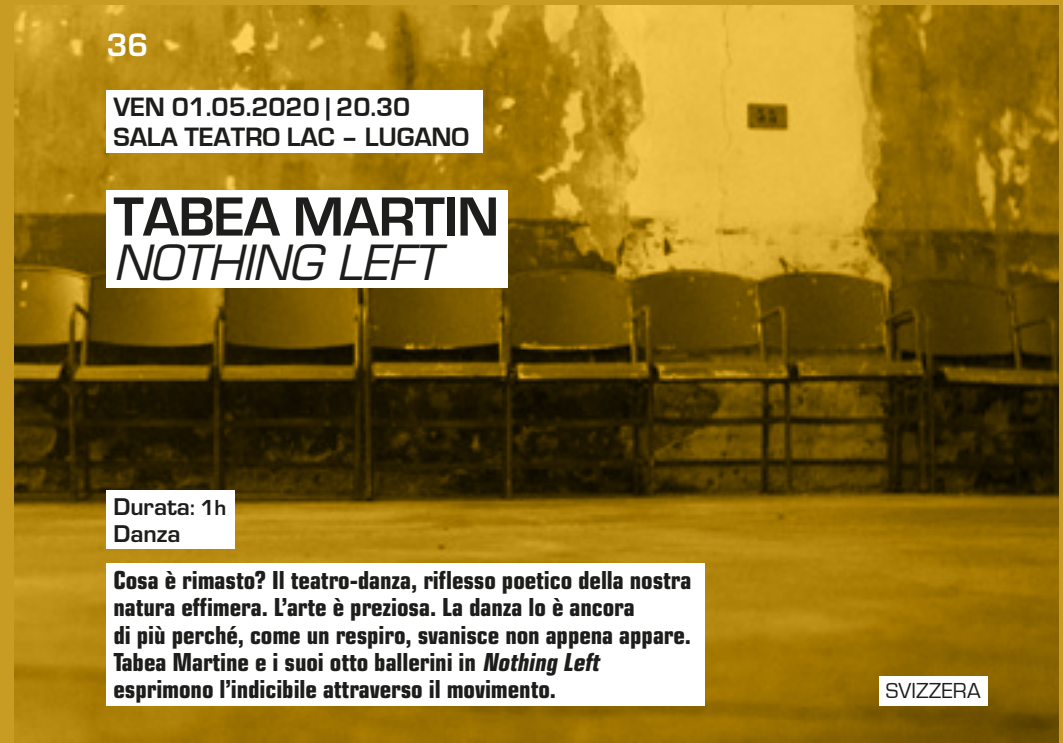 36
VEN 01.05.2020 | 20.30
SALA TEATRO LAC – LUGANO
TABEA MARTIN
NOTHING LEFT
Durata: 1h
Danza
Cosa è rimasto? Il teatro-danza, riflesso poetico della nostra
natura effimera. L’arte è preziosa. La danza lo è ancora
di più perché, come un respiro, svanisce non appena appare.
Tabea Martine e i suoi otto ballerini in Nothing Left
esprimono l’indicibile attraverso il movimento.
SVIZZERA